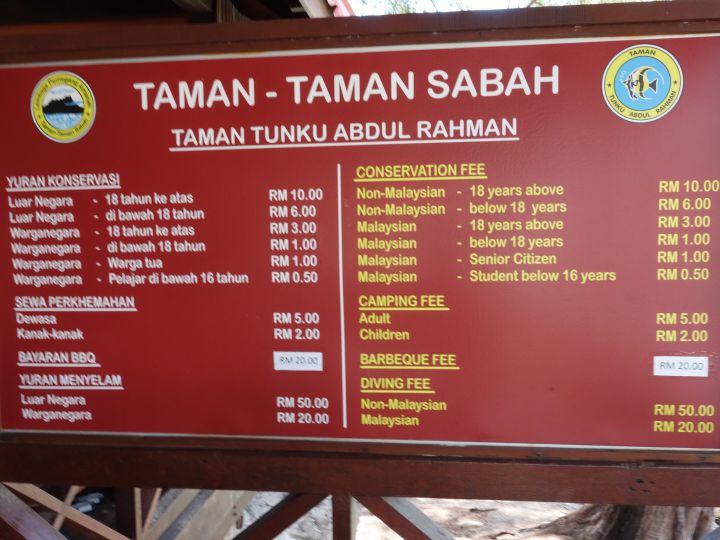 TAMAN - TAMAN SABAH
TAMAN TUNKU ABDUL RAHMAN
TAMAN
TUNKU ABDUL RAHMAN
YURAN KONSERVASI
Luar Negara - 18 tahun ke atas RM 10.00
Luar Negara - di bawah 18 tahun RM 6.00
Warganegara - 18 tahun ke atas RM 3.00
Warganegara - di bawah 18 tahun RM 1.00
Warganegara - Warga tua RM 1.00
Warganegara - Pelajar di bawah 16 tahun RM 0.50
SEWA PERKHEMAHAN
Dewasa RM 5.00
Kanak-kanak RM 2.00
BAYARAN BBQ RM 20.00
YURAN MENYELAM
Luar Negara RM 50.00
Warganegara RM 20.00
CONSERVATION FEE
Non-Malaysian - 18 years above RM 10.00
Non-Malaysian - below 18 years RM 6.00
Malaysian - 18 years above RM 3.00
Malaysian - below 18 years RM 1.00
Malaysian - Senior Citizen RM 1.00
Malaysian - Student below 16 years RM 0.50
CAMPING FEE
Adult RM 5.00
Children RM 2.00
BARBEQUE FEE RM 20.00
DIVING FEE
Non-Malaysian RM 50.00
Malaysian RM 20.00